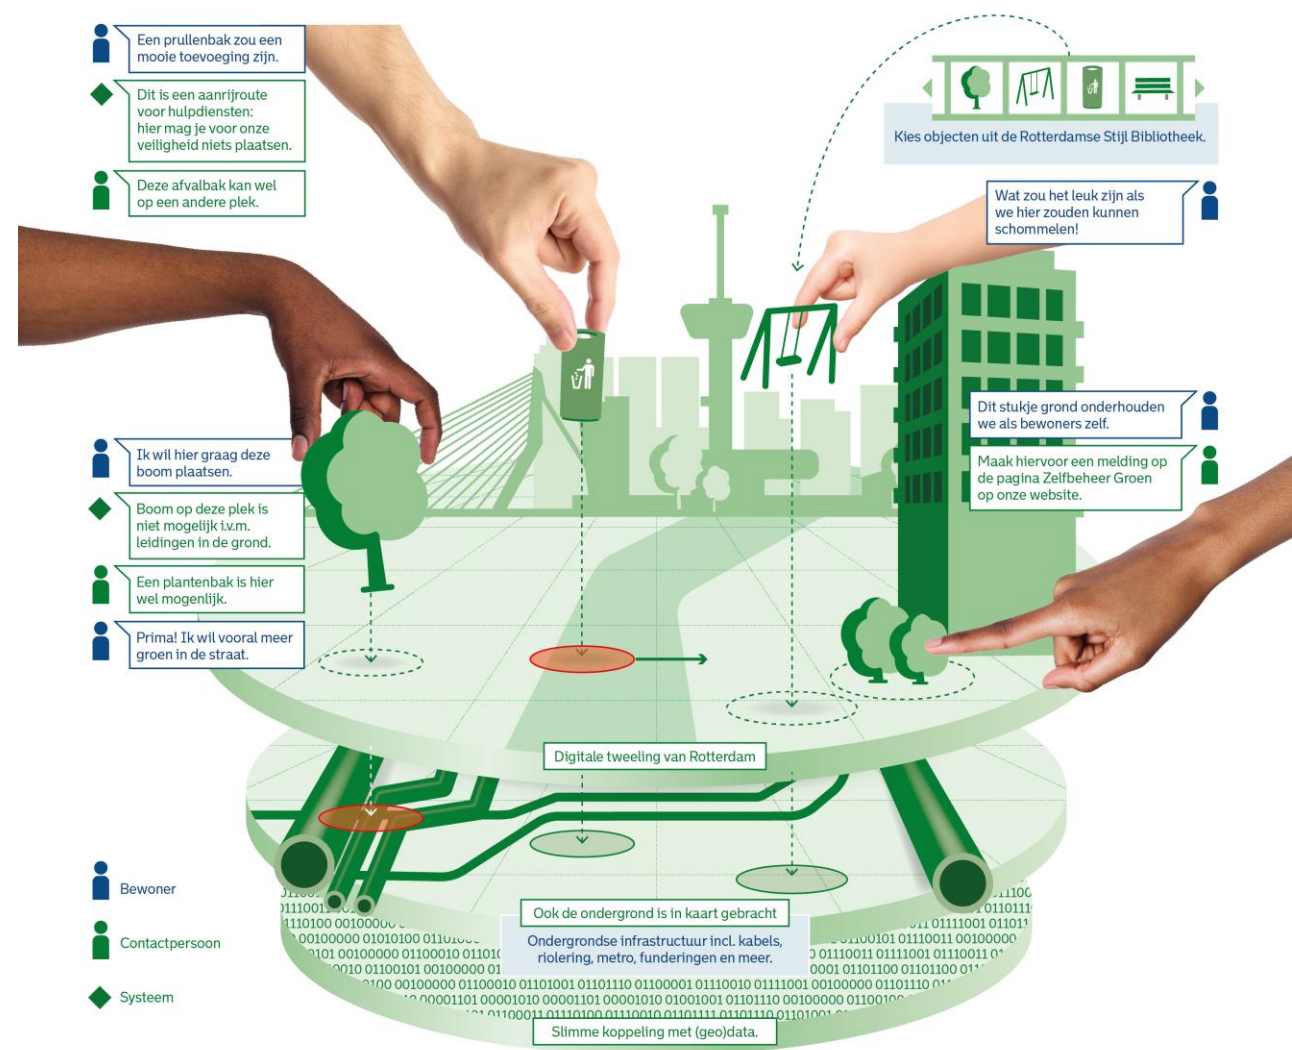 Een prullenbak zou een
mooie toevoeging zijn.
Dit is een aanrijroute
voor hulpdiensten:
hier mag je voor onze
veiligheid niets plaatsen.
Deze afvalbak kan wel
op een andere plek.
Kies objecten uit de Rotterdamse Stijl Bibliotheek.
Wat zou het leuk zijn als
we hier zouden kunnen
schommelen!
Dit stukje grond onderhouden
we als bewoners zelf.
Maak hiervoor een melding op
de pagina Zelfbeheer Groen
op onze website.
Ik wil hier graag deze
boom plaatsen.
Boom op deze plek is
niet mogelijk i.v.m.
leidingen in de grond.
Een plantenbak is hier
wel mogenlijk.
Prima! Ik wil vooral meer
groen in de straat.
Digitale tweeling van Rotterdam
Bewoner
Contactpersoon
Systeem
Ook de ondergrond is in kaart gebracht
Ondergrondse infrastructuur incl. kabels,
riolering, metro, funderingen en meer.
Slimme koppeling met (geo)data.